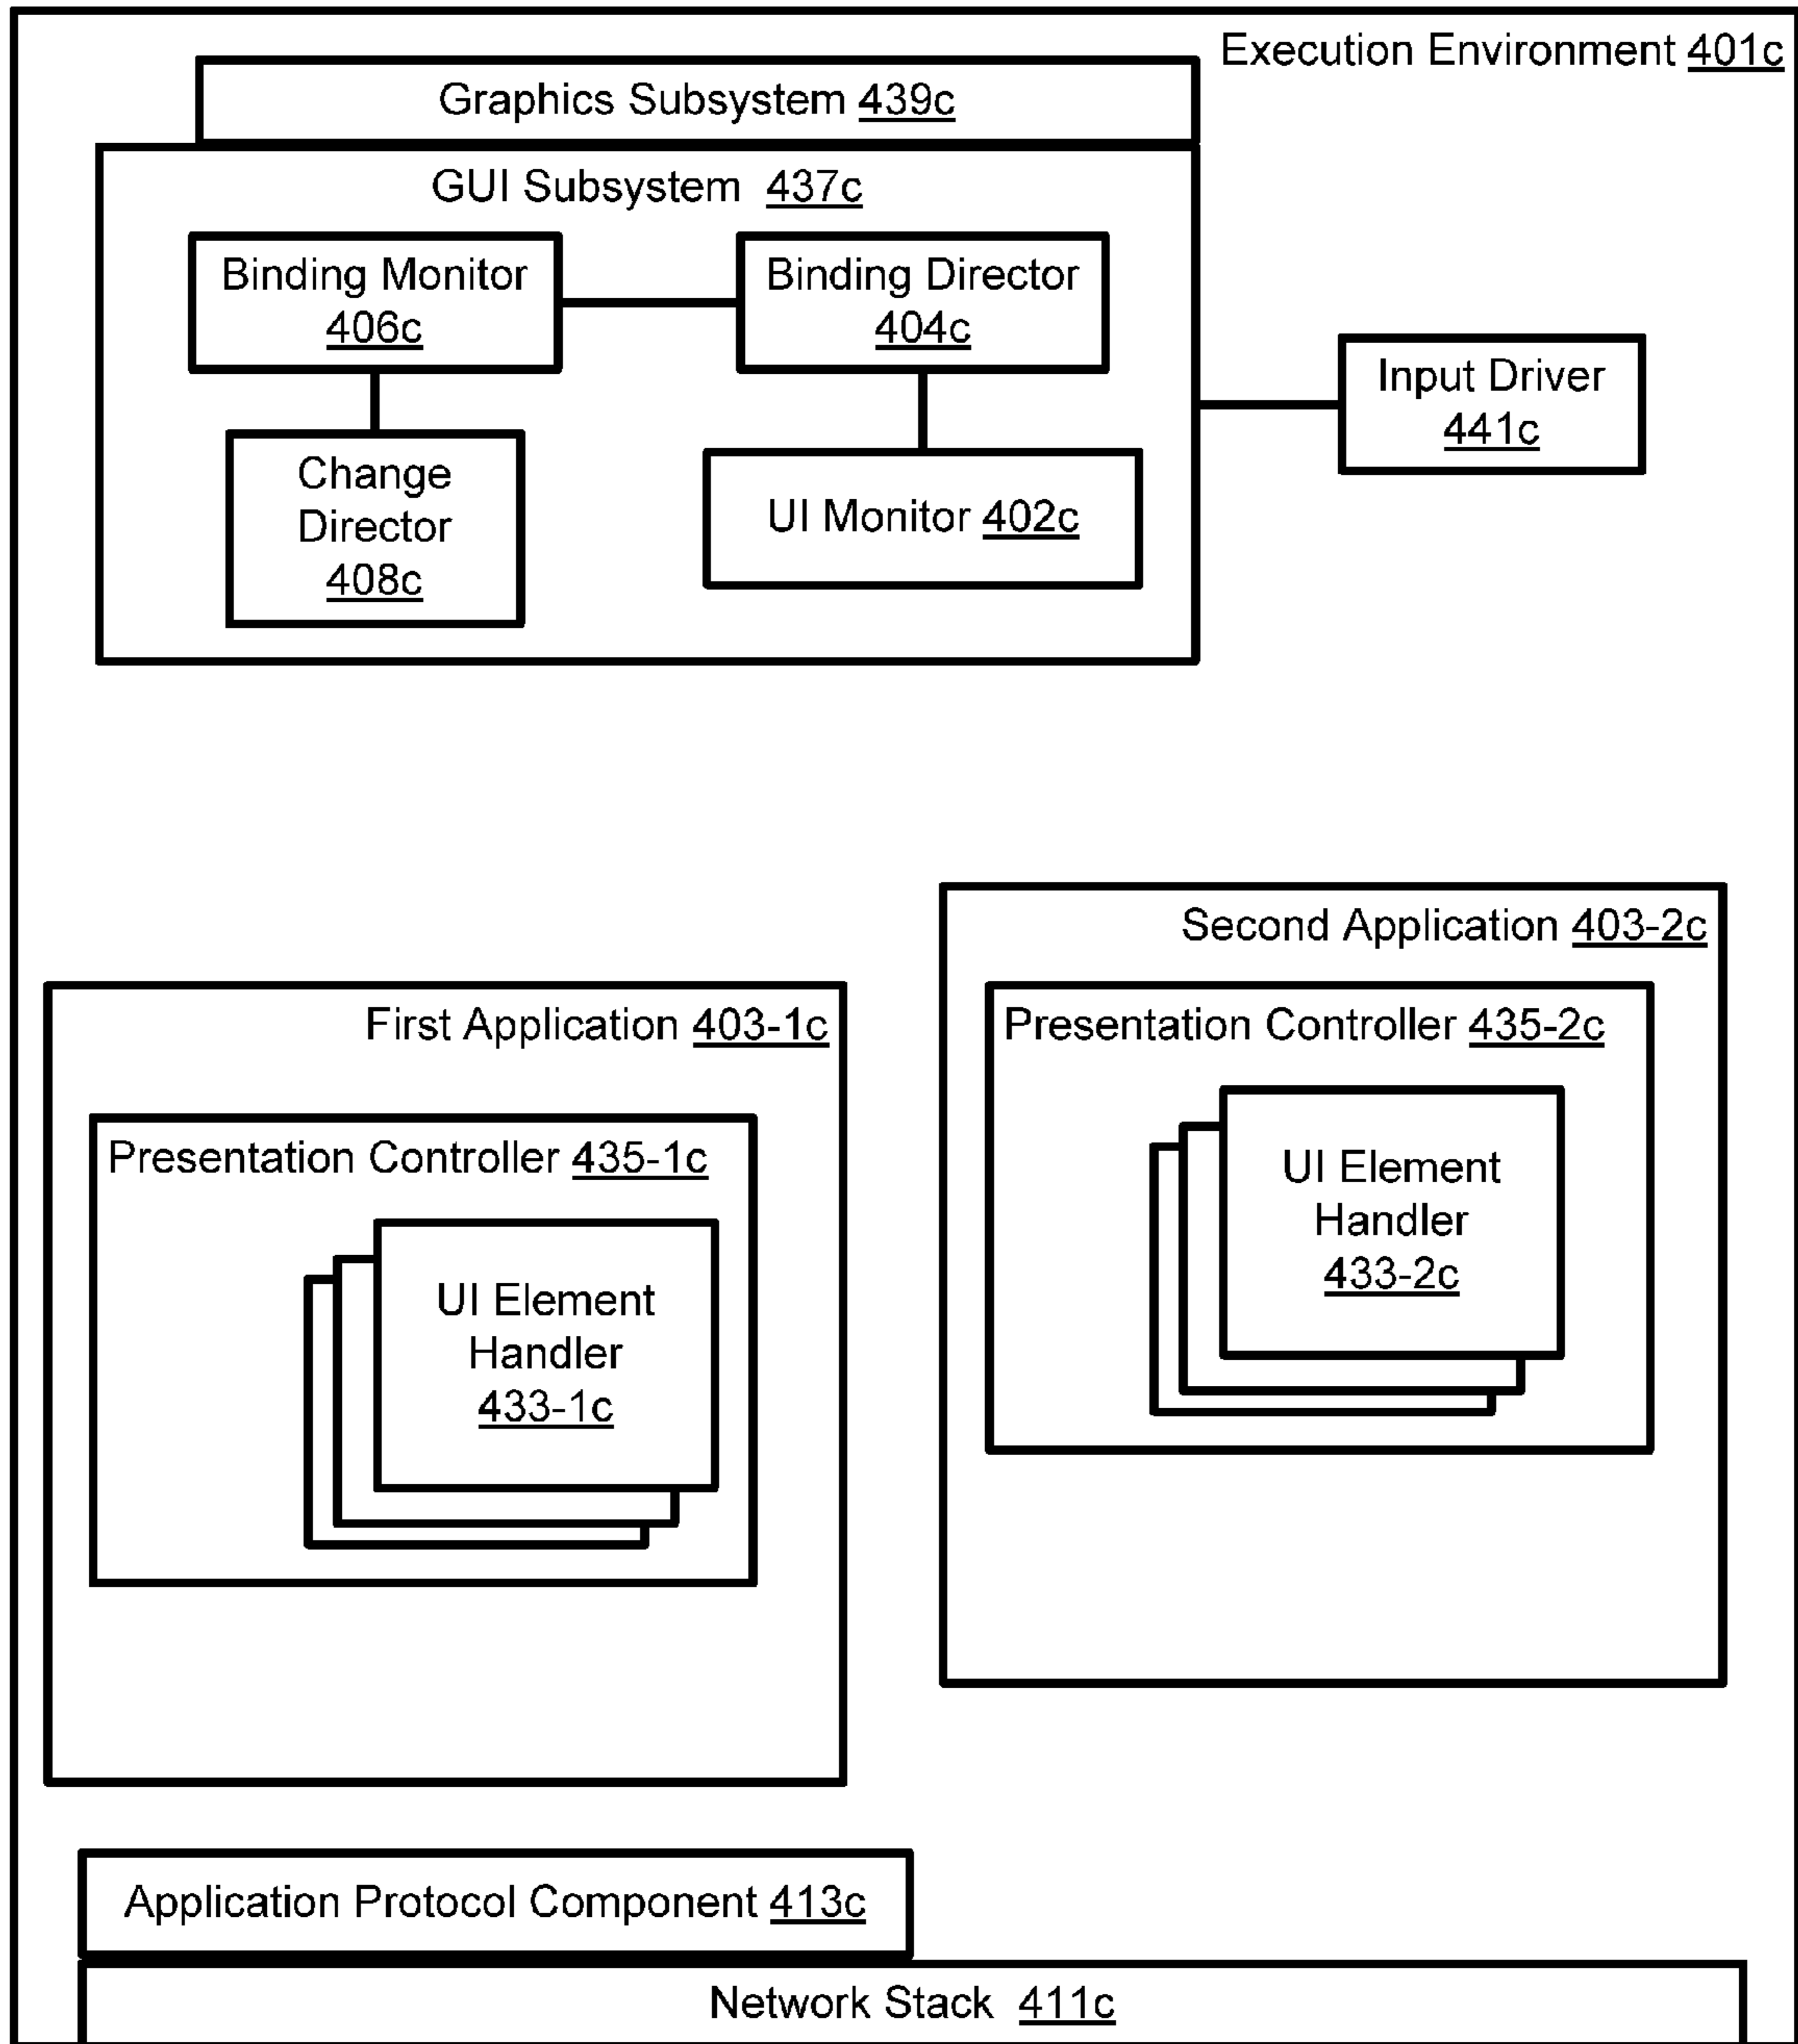 Execution Environment 401c
Graphics Subsystem 439c
GUI Subsystem 437c
Binding Monitor
406c
Binding Director
404c
Input Driver
441c
Change
Director
408c
UI Monitor 402c
Second Application 403-2c
First Application 403-1c
Presentation Controller 435-2c
Presentation Controller 435-1c
UI Element
Handler
433-2c
UI Element
Handler
433-1c
Application Protocol Component 413c
Network Stack 411c